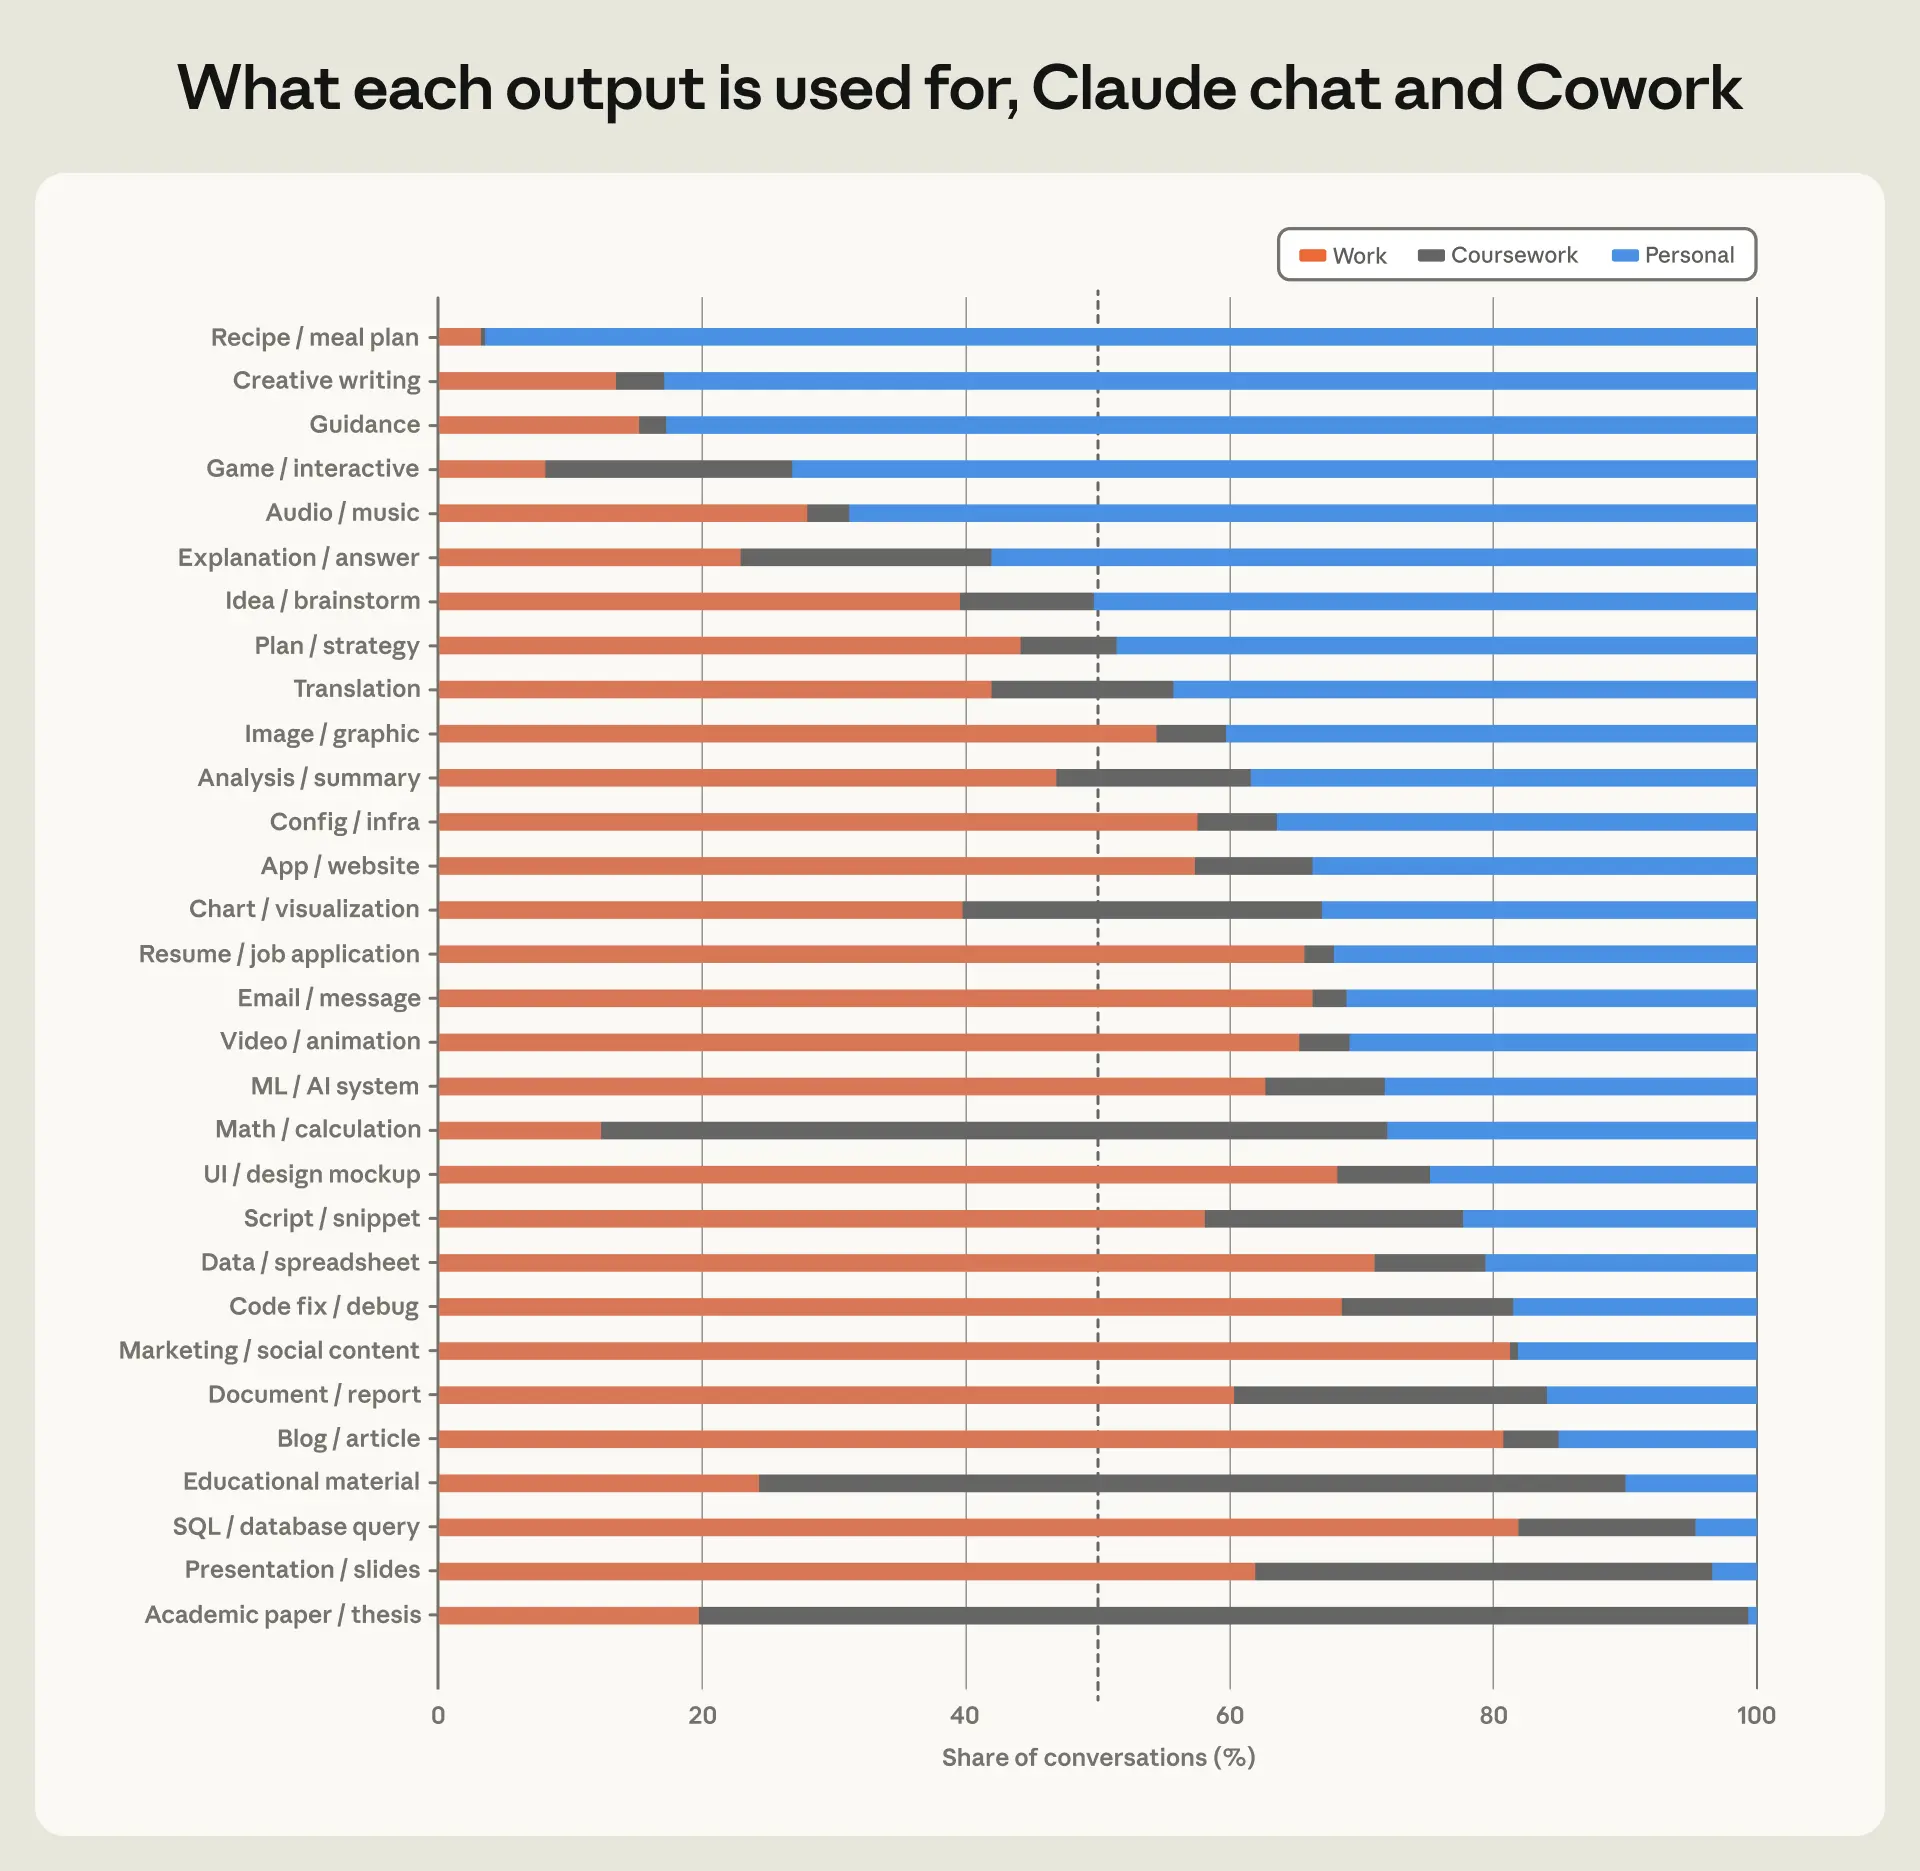 What each output is used for, Claude chat and Cowork
Work Coursework Personal
Recipe / meal plan
Creative writing
Guidance
Game / interactive
Audio / music
Explanation / answer
Idea / brainstorm
Plan / strategy
Translation
Image / graphic
Analysis / summary
Config / infra
App / website
Chart / visualization
Resume / job application
Email / message
Video / animation
ML / AI system
Math / calculation
UI / design mockup
Script / snippet
Data / spreadsheet
Code fix / debug
Marketing / social content
Document / report
Blog / article
Educational material
SQL / database query
Presentation / slides
Academic paper / thesis
0 20 40 60 80 100
Share of conversations (%)